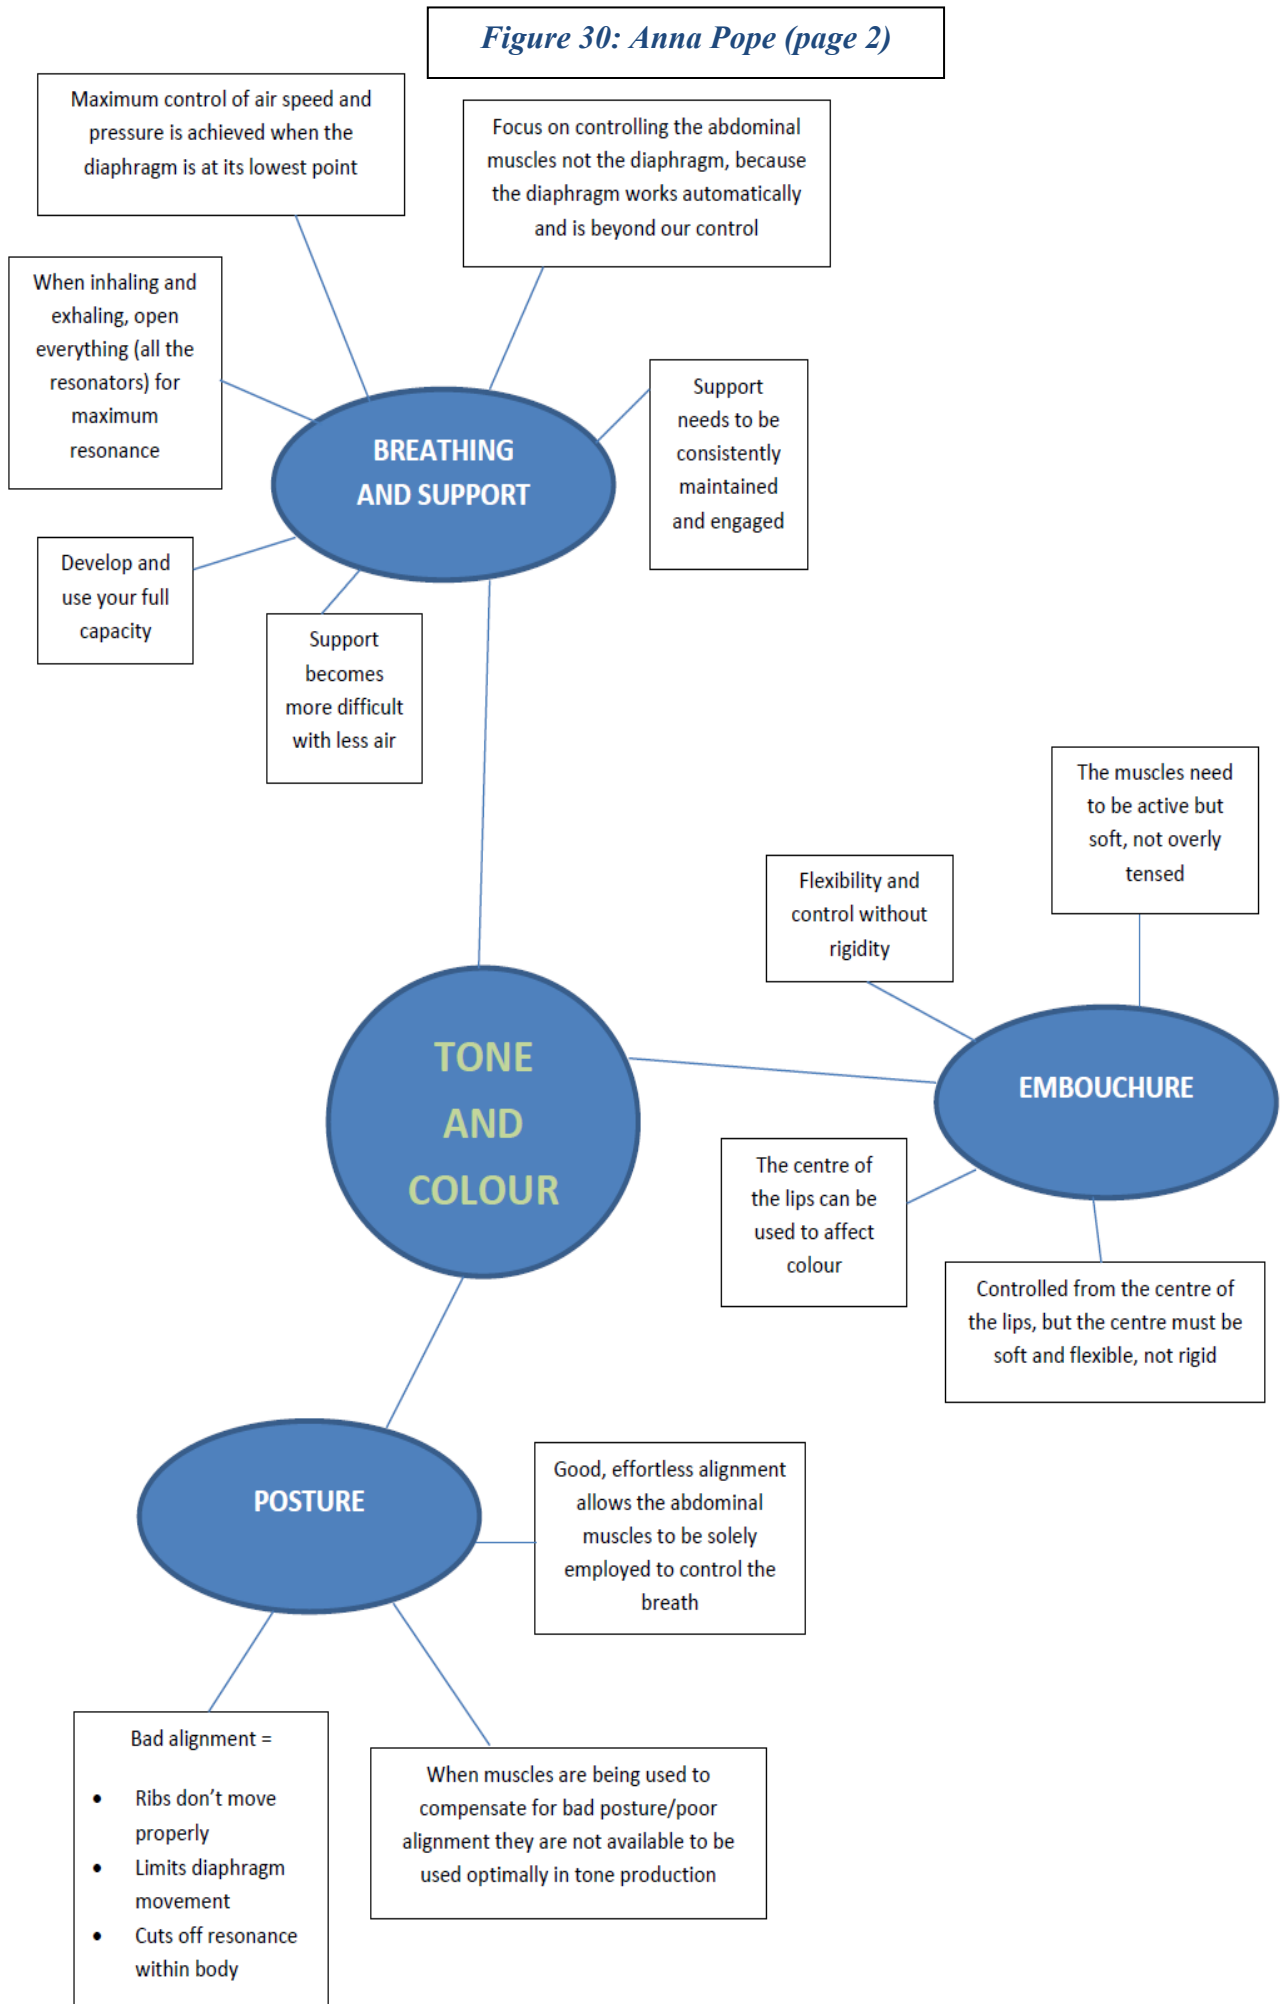 Figure 30: Anna Pope (page 2)
Maximum control of air speed and
pressure is achieved when the
diaphragm is at its lowest point
Focus on controlling the abdominal
muscles not the diaphragm, because
the diaphragm works automatically
and is beyond our control
When inhaling and
exhaling, open
everything (all the
resonators) for
maximum
resonance
BREATHING
AND SUPPORT
Support
needs to be
consistently
maintained
and engaged
Develop and
use your full
capacity
Support
becomes
more difficult
with less air
The muscles need
to be active but
soft, not overly
tensed
Flexibility and
control without
rigidity
TONE
AND
COLOUR
EMBOUCHURE
The centre of
the lips can be
used to affect
colour
Controlled from the centre of
the lips, but the centre must be
soft and flexible, not rigid
POSTURE
Good, effortless alignment
allows the abdominal
muscles to be solely
employed to control the
breath
Bad alignment =
• Ribs don’t move
properly
• Limits diaphragm
movement
• Cuts off resonance
within body
When muscles are being used to
compensate for bad posture/poor
alignment they are not available to be
used optimally in tone production